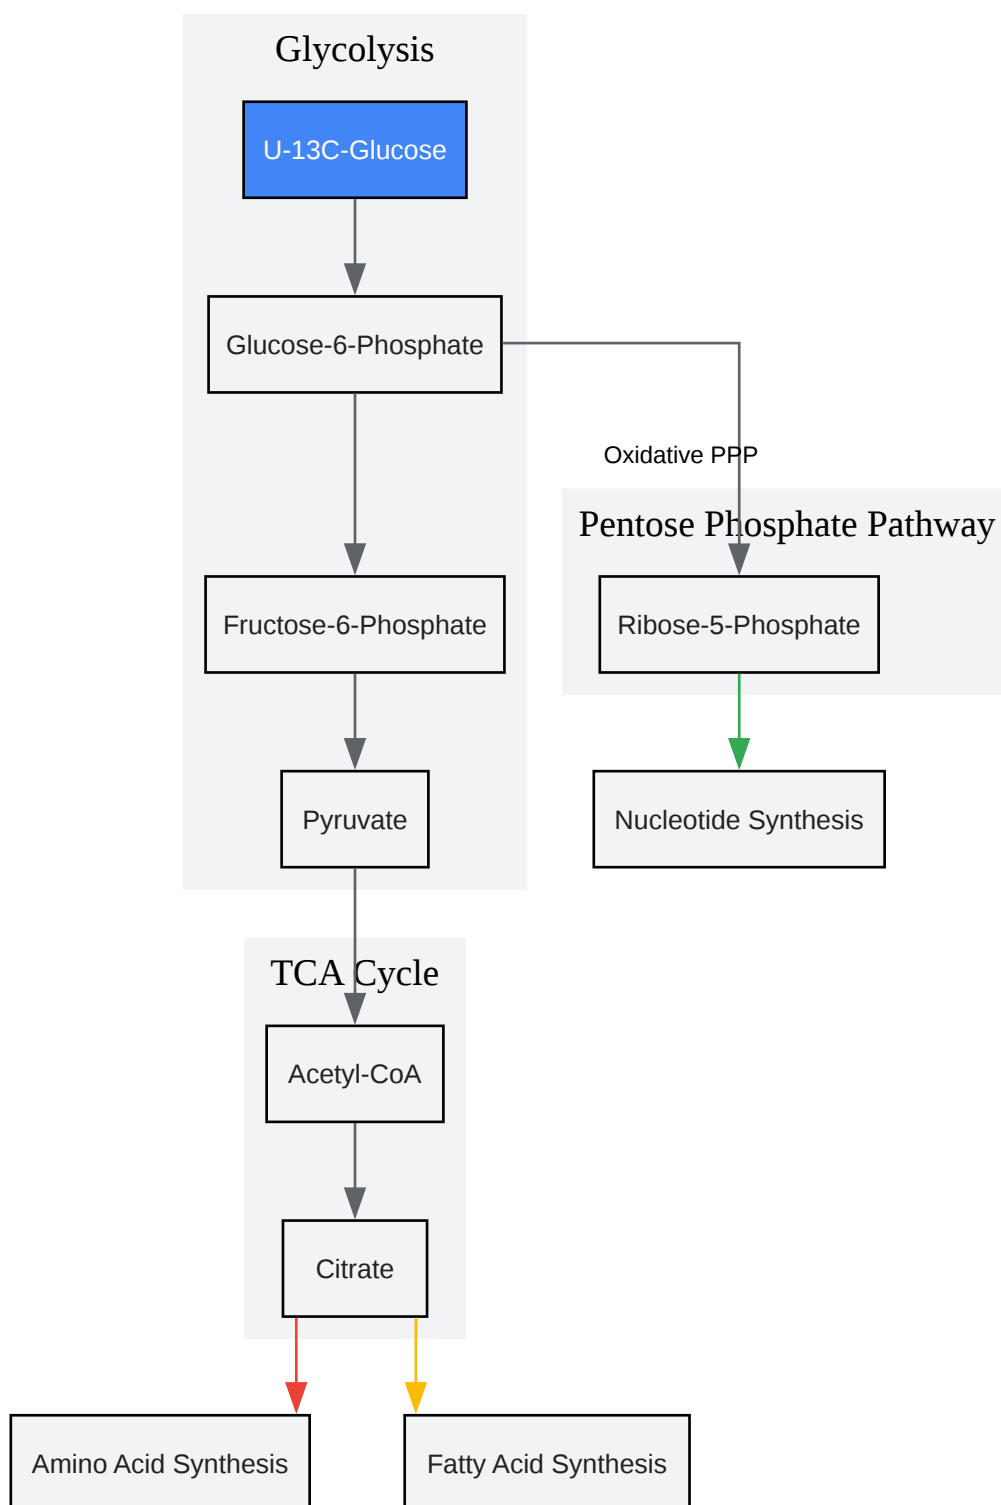 Glycolysis
U-13C-Glucose
Glucose-6-Phosphate
Oxidative PPP
Pentose Phosphate Pathway
Fructose-6-Phosphate
Ribose-5-Phosphate
Pyruvate
Nucleotide Synthesis
TCA Cycle
Acetyl-CoA
Citrate
Amino Acid Synthesis
Fatty Acid Synthesis